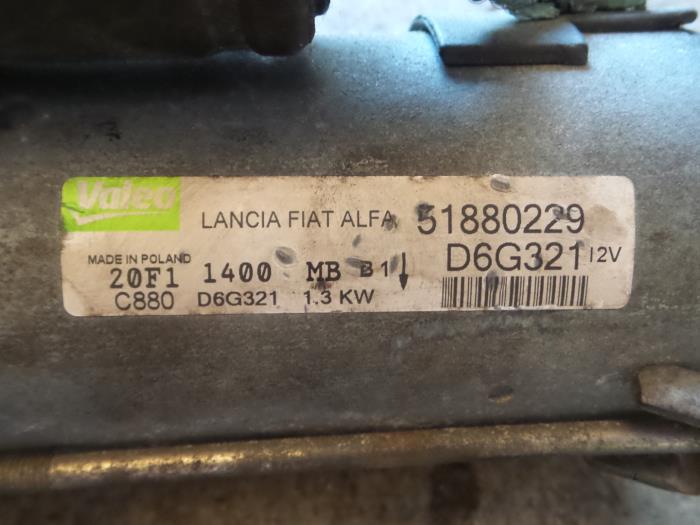 Valeo
LANCIA FIAT ALFA 51880229
MADE IN POLAND D6G321 12V
20F1 1400 MB B1 ↓
C880 D6G321 1.3 KW